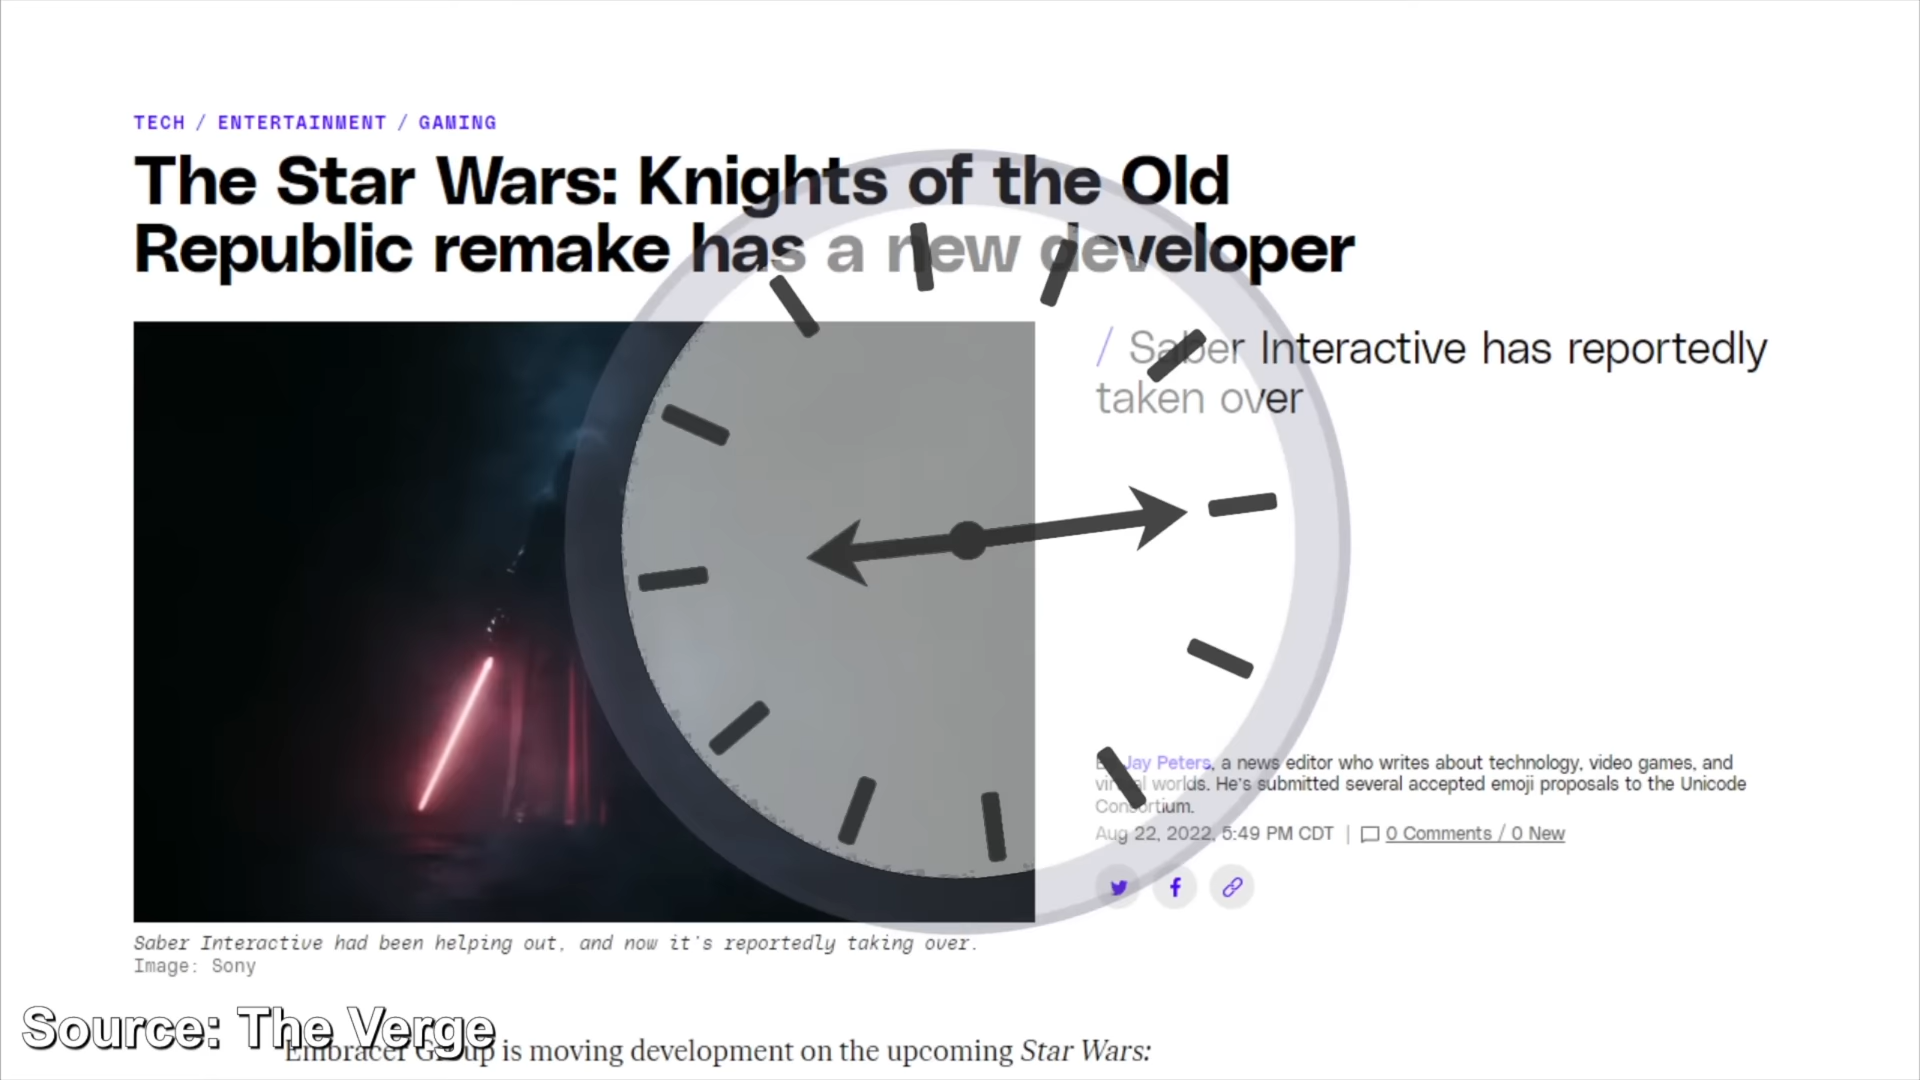 TECH / ENTERTAINMENT / GAMING
The Star Wars: Knights of the Old
Republic remake has a new developer
/ Saber Interactive has reportedly
taken over
By Jay Peters, a news editor who writes about technology, video games, and
virtual worlds. He's submitted several accepted emoji proposals to the Unicode
Consortium.
Aug 22, 2022, 5:49 PM CDT | 0 Comments / 0 New
Saber Interactive had been helping out, and now it's reportedly taking over.
Image: Sony
Source: The Verge
Embracer Group is moving development on the upcoming Star Wars: